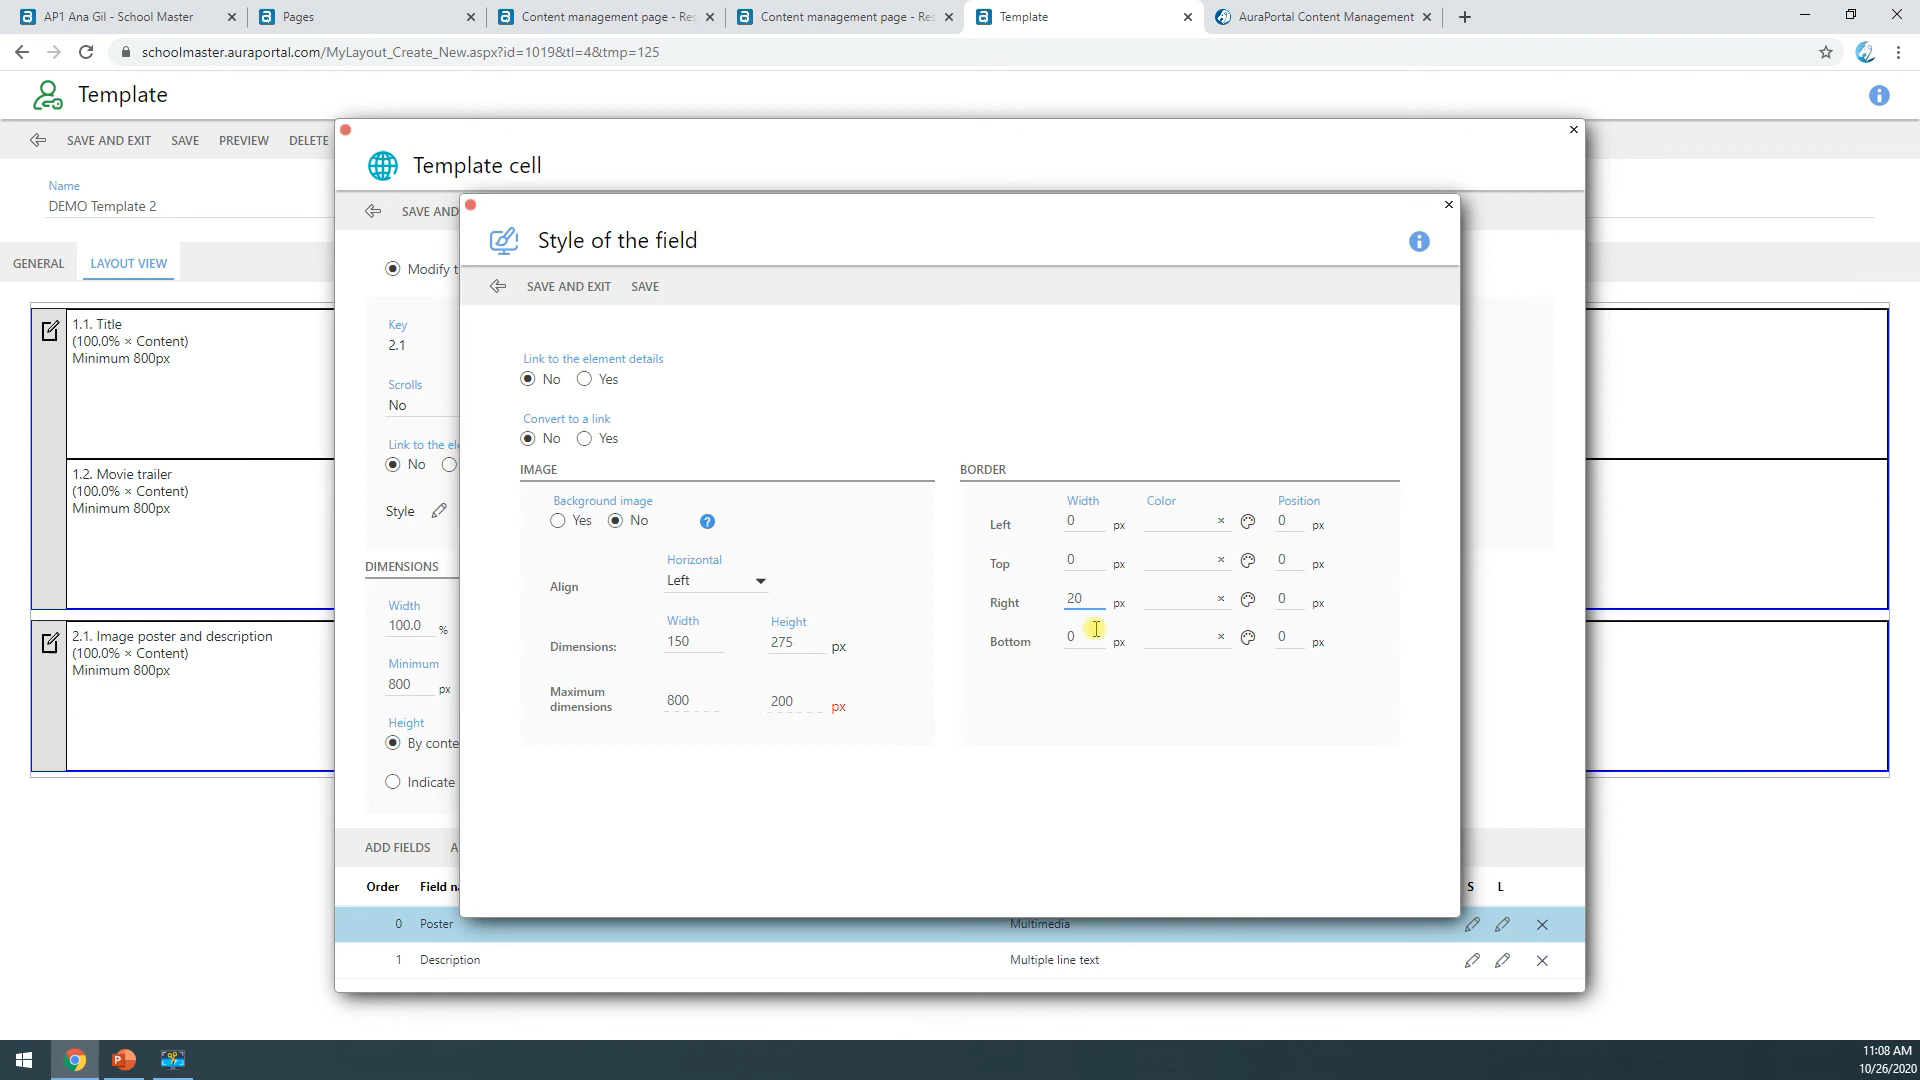 AP1 Ana Gil - School Master
Pages
Content management page - Res
Content management page - Res
Template
AuraPortal Content Management
schoolmaster.auraportal.com/MyLayout_Create_New.aspx?id=1019&tl=4&tmp=125
Template
SAVE AND EXIT SAVE PREVIEW DELETE
Name
DEMO Template 2
GENERAL LAYOUT VIEW
1.1. Title
(100.0% × Content)
Minimum 800px
1.2. Movie trailer
(100.0% × Content)
Minimum 800px
2.1. Image poster and description
(100.0% × Content)
Minimum 800px
Template cell
SAVE AND
Modify t
Key
2.1
Scrolls
No
Link to the el
No
Style
DIMENSIONS
Width
100.0 %
Minimum
800 px
Height
By conte
Indicate
ADD FIELDS A
Order Field n S L
0 Poster Multimedia
1 Description Multiple line text
Style of the field
SAVE AND EXIT SAVE
Link to the element details
No Yes
Convert to a link
No Yes
IMAGE
Background image
Yes No ?
Horizontal
Align Left
Width Height
Dimensions: 150 275 px
Maximum
dimensions 800 200 px
BORDER
Width Color Position
Left 0 px × 0 px
Top 0 px × 0 px
Right 20 px × 0 px
Bottom 0 px × 0 px
11:08 AM
10/26/2020